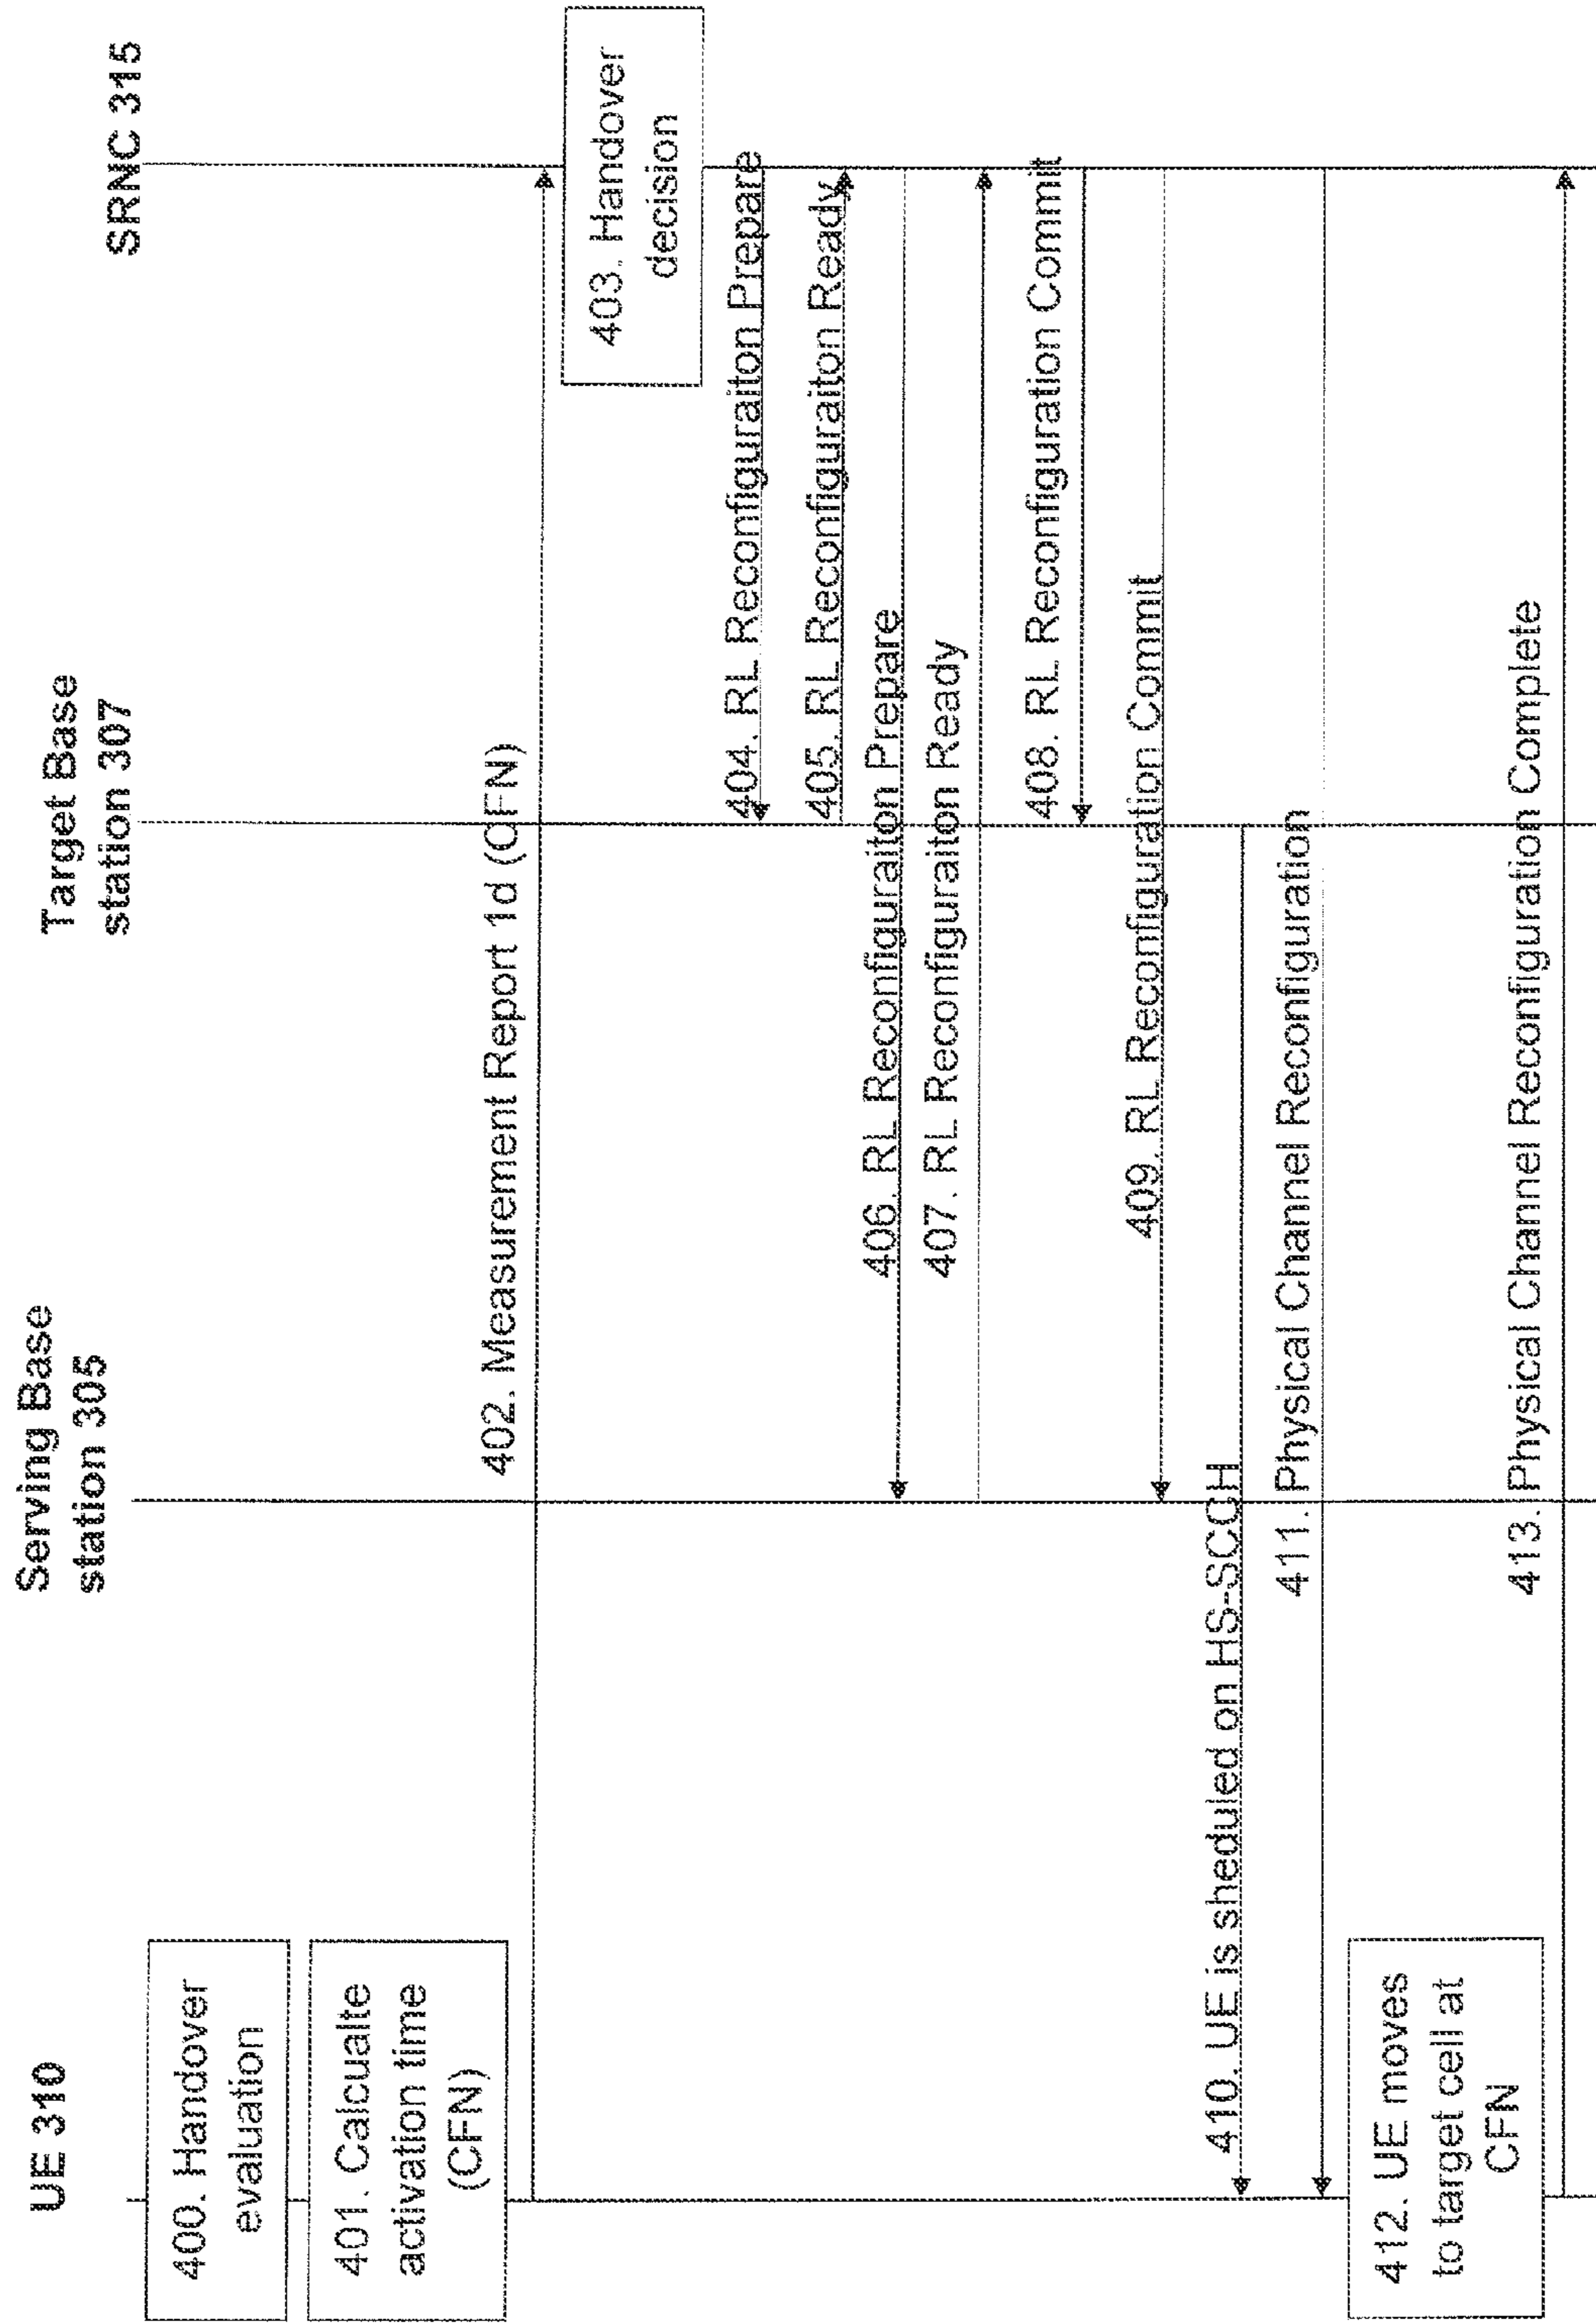 UE 310
Serving Base
station 305
Target Base
station 307
SRNC 315
400. Handover
evaluation
401. Calcualte
activation time
(CFN)
402. Measurement Report 1d (CFN)
403. Handover
decision
404. RL Reconfiguraiton Prepare
405. RL Reconfiguraiton Ready
406. RL Reconfiguraiton Prepare
407. RL Reconfiguraiton Ready
408. RL Reconfiguration Commit
409. RL Reconfiguration Commit
410. UE is sheduled on HS-SCCH
411. Physical Channel Reconfiguration
412. UE moves
to target cell at
CFN
413. Physical Channel Reconfiguration Complete